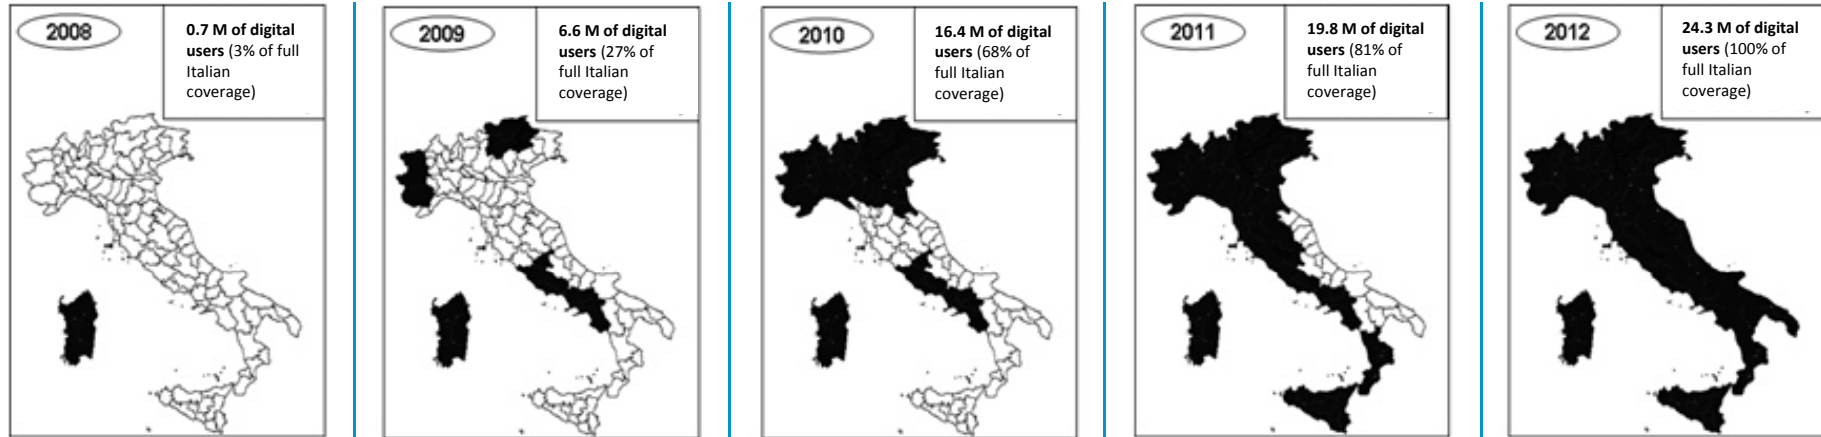 2008
0.7 M of digital
users (3% of full
Italian
coverage)
2009
6.6 M of digital
users (27% of
full Italian
coverage)
2010
16.4 M of digital
users (68% of
full Italian
coverage)
2011
19.8 M of digital
users (81% of
full Italian
coverage)
2012
24.3 M of digital
users (100% of
full Italian
coverage)